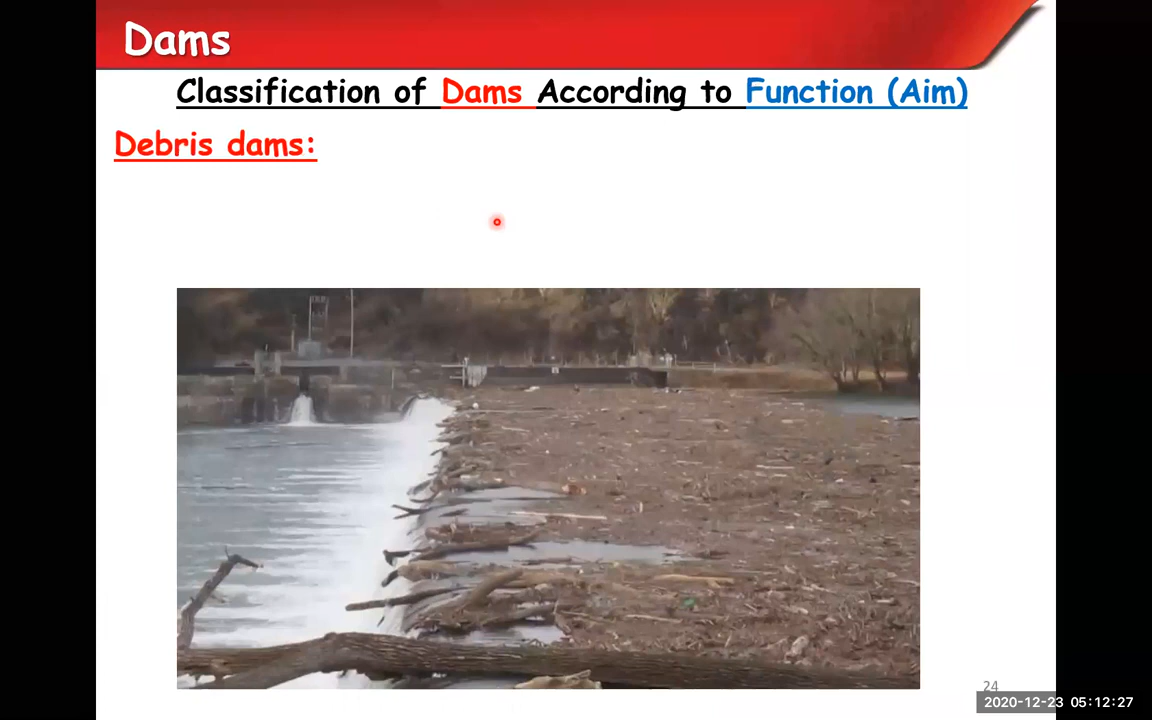 Dams
Classification of Dams According to Function (Aim)
Debris dams:
24
2020-12-23 05:12:27